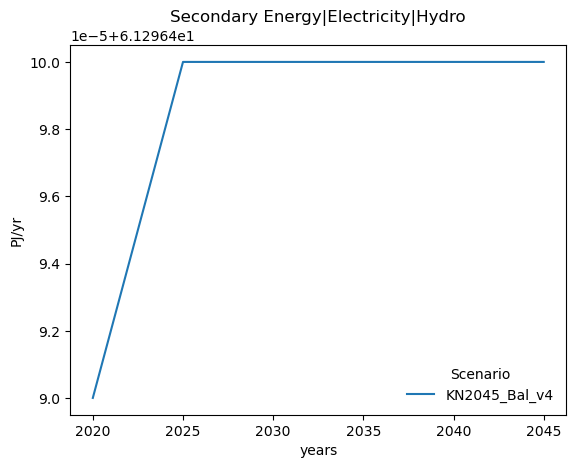 Secondary Energy|Electricity|Hydro
1e−5+6.12964e1
10.0
9.8
9.6
9.4
9.2
9.0
PJ/yr
2020
2025
2030
2035
2040
2045
years
Scenario
KN2045_Bal_v4